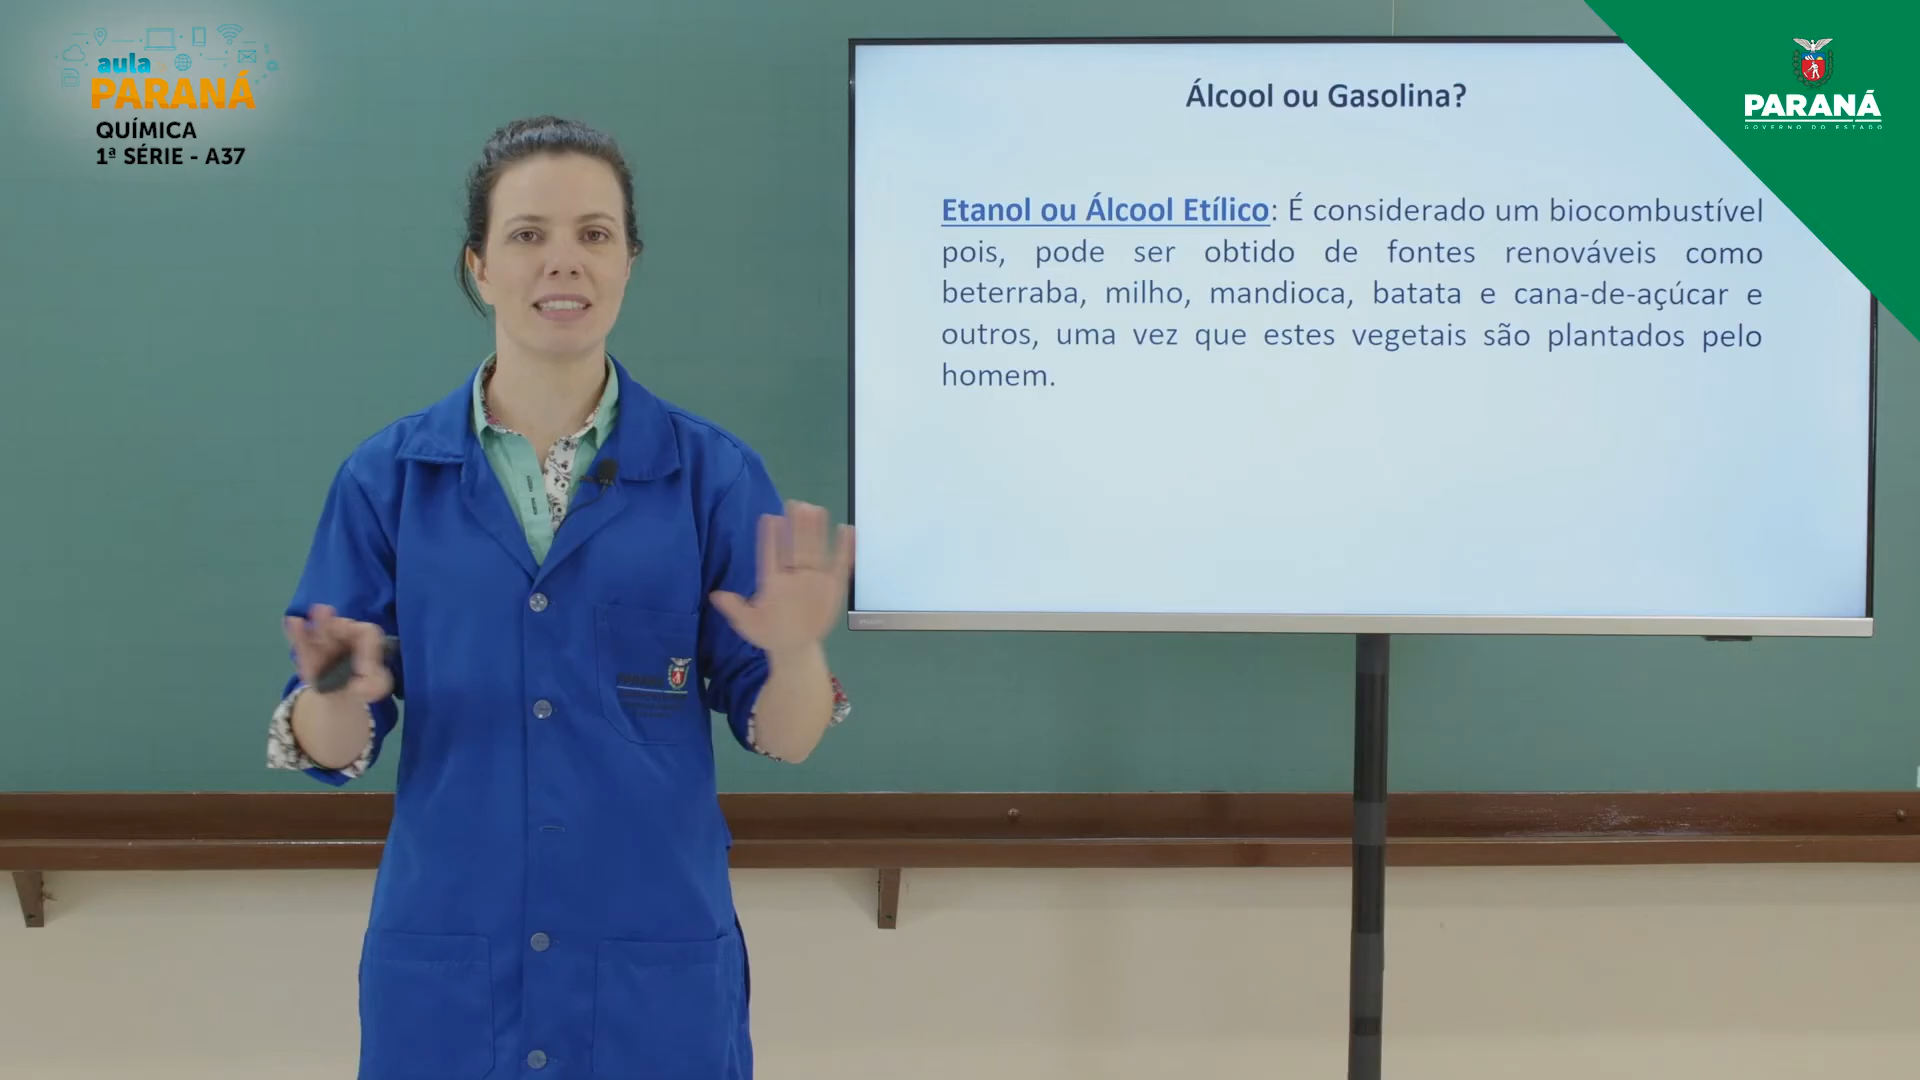 aula
PARANÁ
QUÍMICA
1ª SÉRIE - A37
Álcool ou Gasolina?
Etanol ou Álcool Etílico: É considerado um biocombustível
pois, pode ser obtido de fontes renováveis como
beterraba, milho, mandioca, batata e cana-de-açúcar e
outros, uma vez que estes vegetais são plantados pelo
homem.
PARANÁ
GOVERNO DO ESTADO
PARANÁ